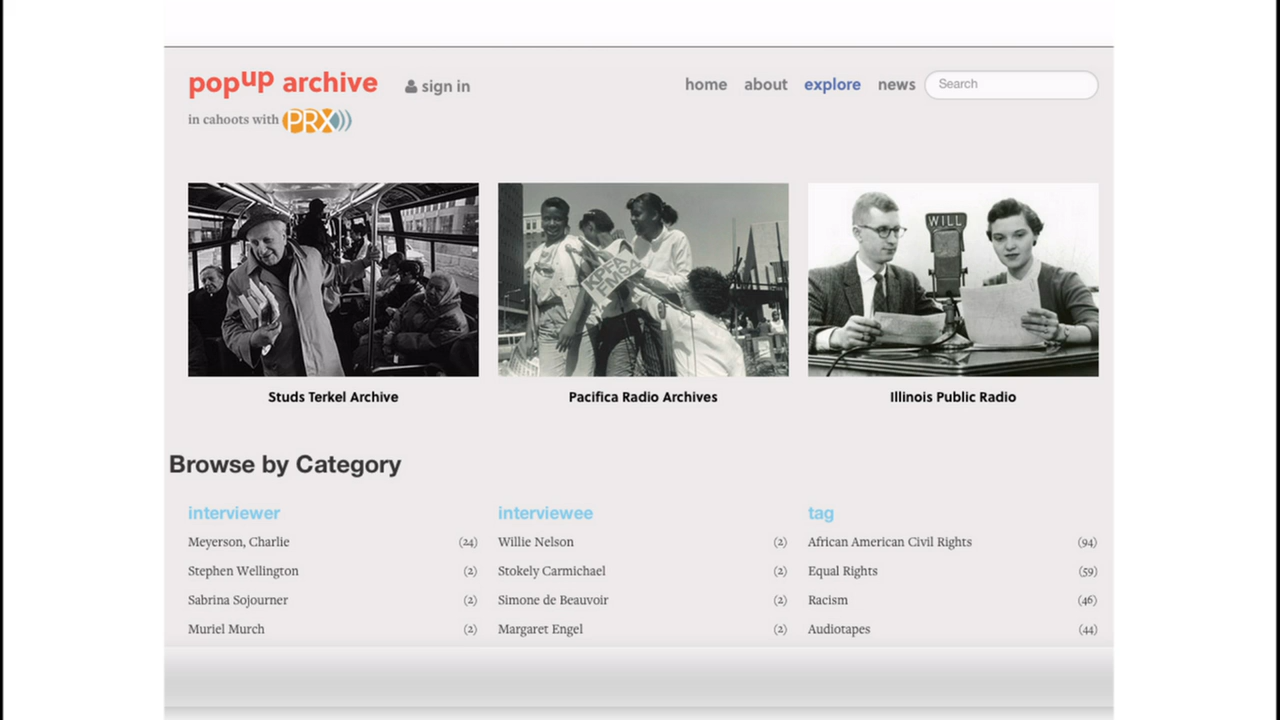 popup archive
sign in
home about explore news Search
in cahoots with PRX
KPFT
FM
WILL
Studs Terkel Archive
Pacifica Radio Archives
Illinois Public Radio
Browse by Category
interviewer
Meyerson, Charlie (24)
Stephen Wellington (2)
Sabrina Sojourner (2)
Muriel Murch (2)
interviewee
Willie Nelson (2)
Stokely Carmichael (2)
Simone de Beauvoir (2)
Margaret Engel (2)
tag
African American Civil Rights (94)
Equal Rights (59)
Racism (46)
Audiotapes (44)